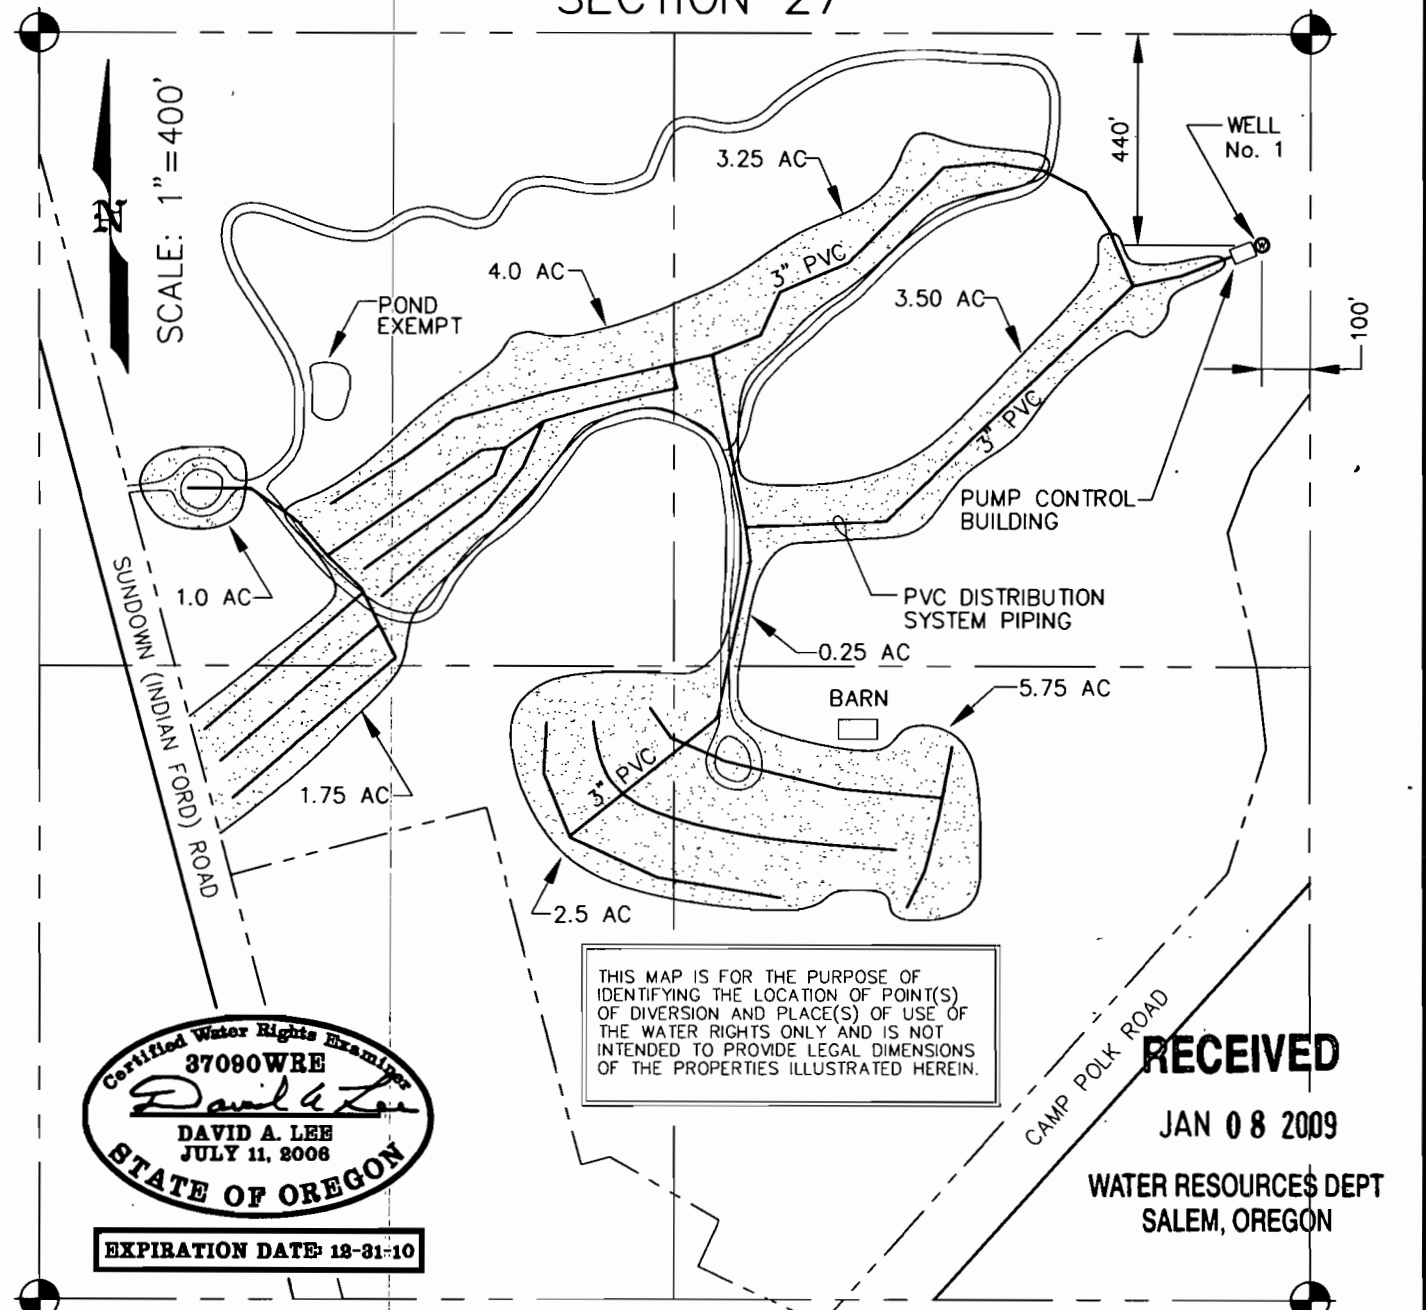 SECTION 27
SCALE: 1"=400'
N
440'
WELL
No. 1
3.25 AC
3" PVC
4.0 AC
POND
EXEMPT
3.50 AC
100'
3" PVC
PUMP CONTROL
BUILDING
1.0 AC
PVC DISTRIBUTION
SYSTEM PIPING
0.25 AC
SUNDOWN (INDIAN FORD) ROAD
BARN
5.75 AC
3" PVC
1.75 AC
2.5 AC
THIS MAP IS FOR THE PURPOSE OF
IDENTIFYING THE LOCATION OF POINT(S)
OF DIVERSION AND PLACE(S) OF USE OF
THE WATER RIGHTS ONLY AND IS NOT
INTENDED TO PROVIDE LEGAL DIMENSIONS
OF THE PROPERTIES ILLUSTRATED HEREIN.
CAMP POLK ROAD
RECEIVED
JAN 08 2009
WATER RESOURCES DEPT
SALEM, OREGON
Certified Water Rights Examiner
37090WRE
David A Lee
DAVID A. LEE
JULY 11, 2006
STATE OF OREGON
EXPIRATION DATE: 12-31-10